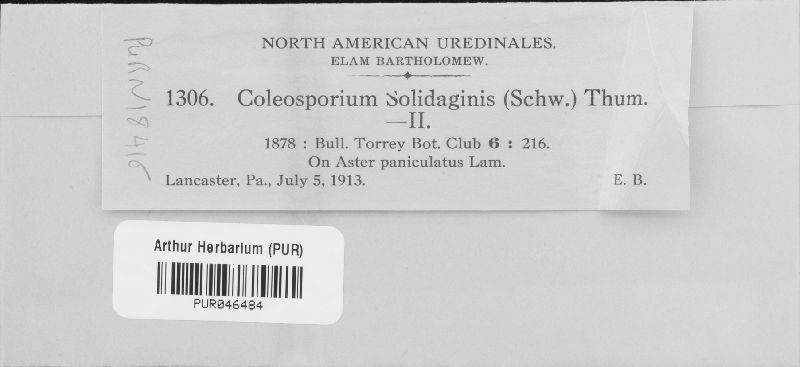 NORTH AMERICAN UREDINALES.
ELAM BARTHOLOMEW.
1306. Coleosporium Solidaginis (Schw.) Thum.
—II.
1878 : Bull. Torrey Bot. Club 6 : 216.
On Aster paniculatus Lam.
Lancaster, Pa., July 5, 1913. E. B.
PURN18416
Arthur Herbarium (PUR)
PUR046484